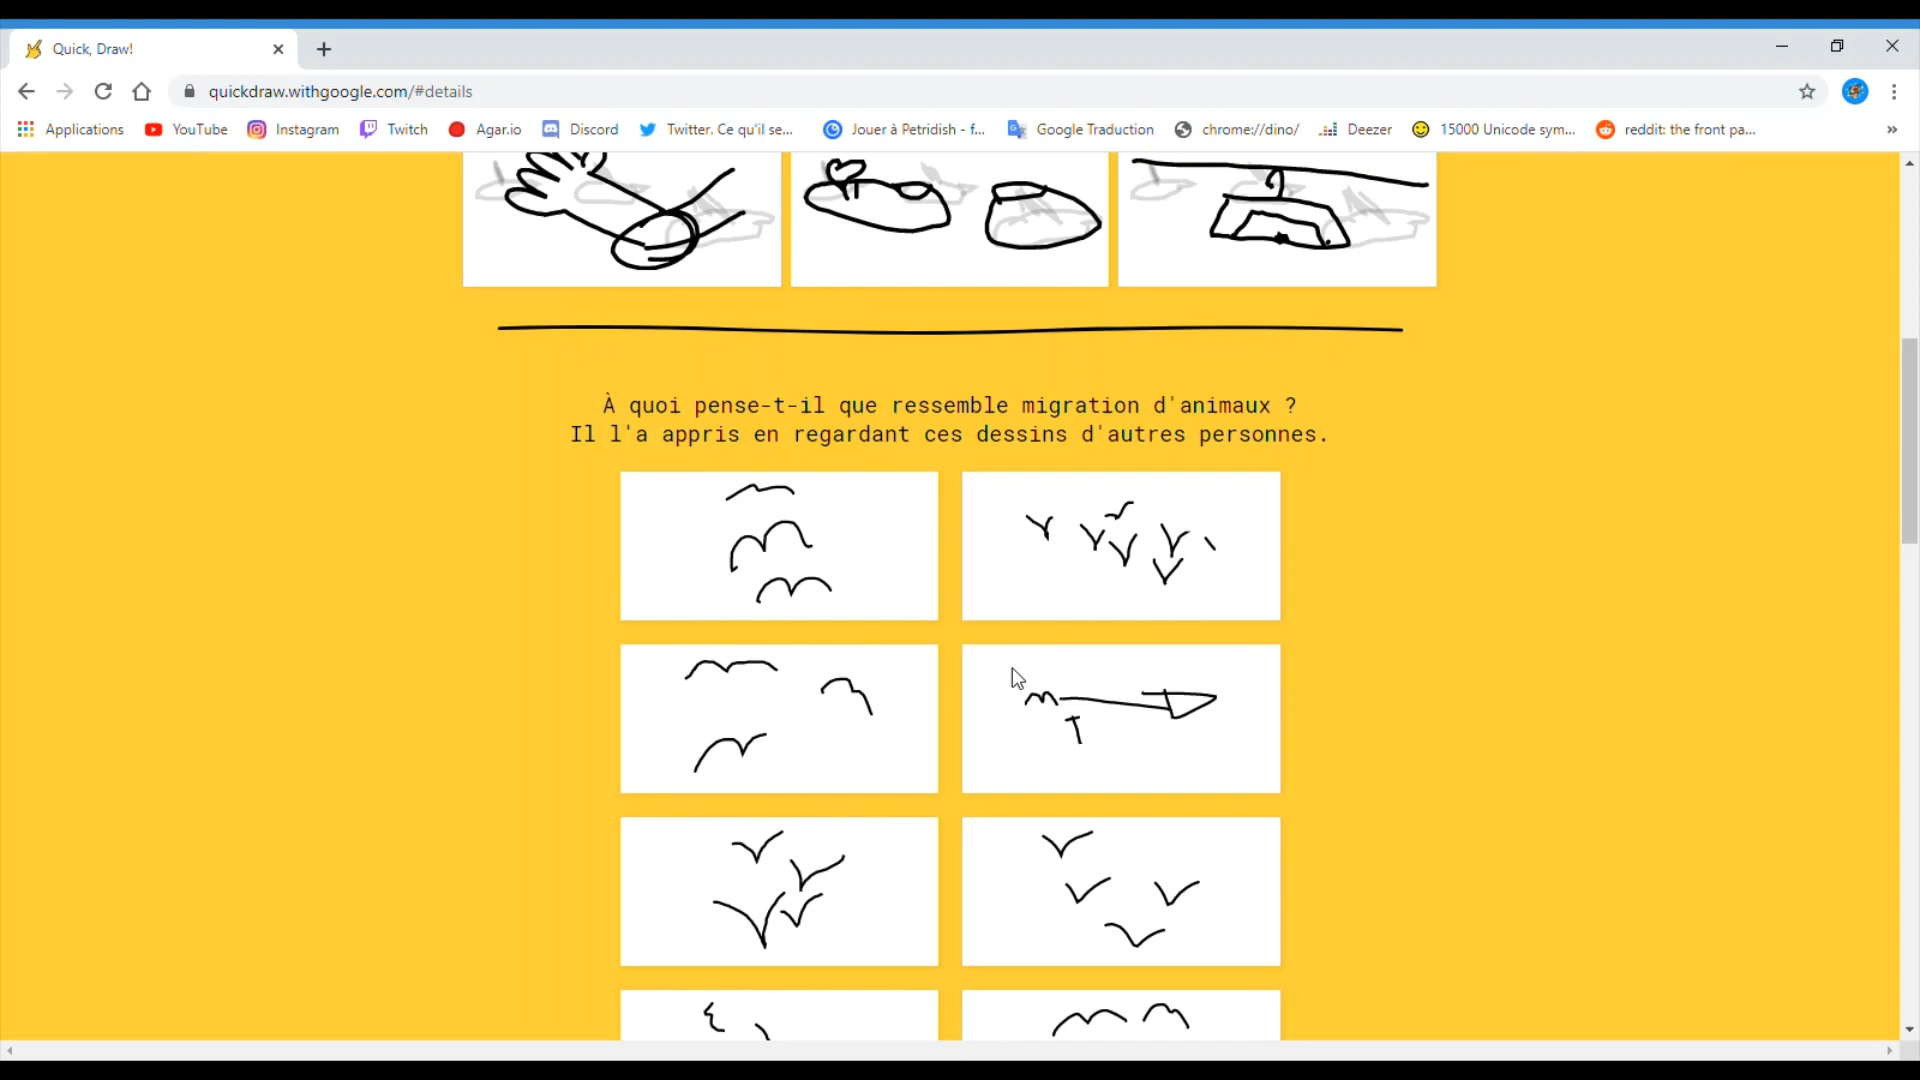 Quick, Draw!
quickdraw.withgoogle.com/#details
Applications YouTube Instagram Twitch Agar.io Discord Twitter. Ce qu'il se... Jouer à Petridish - f... Google Traduction chrome://dino/ Deezer 15000 Unicode sym... reddit: the front pa... »
À quoi pense-t-il que ressemble migration d'animaux ?
Il l'a appris en regardant ces dessins d'autres personnes.